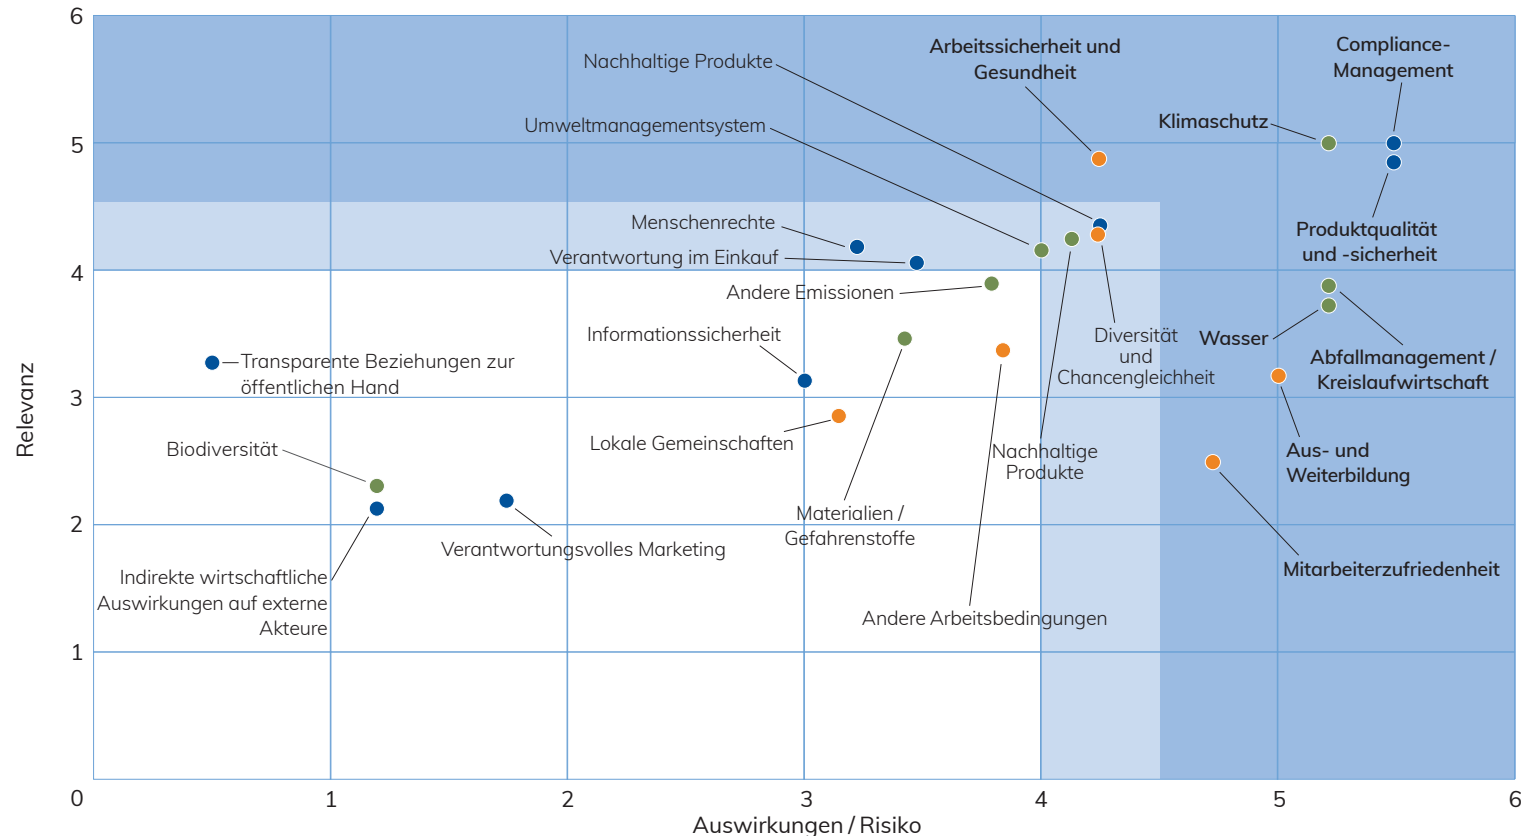 6
Arbeitssicherheit und
Gesundheit
Compliance-
Management
Nachhaltige Produkte
Klimaschutz
Umweltmanagementsystem
5
Menschenrechte
Produktqualität
und -sicherheit
Verantwortung im Einkauf
4
Andere Emissionen
Informationssicherheit
Diversität
und
Chancengleichheit
Wasser
Abfallmanagement /
Kreislaufwirtschaft
Transparente Beziehungen zur
öffentlichen Hand
3
Relevanz
Lokale Gemeinschaften
Biodiversität
Nachhaltige
Produkte
Aus- und
Weiterbildung
Materialien /
Gefahrenstoffe
2
Verantwortungsvolles Marketing
Mitarbeiterzufriedenheit
Indirekte wirtschaftliche
Auswirkungen auf externe
Akteure
Andere Arbeitsbedingungen
1
0
1
2
3
4
5
6
Auswirkungen / Risiko